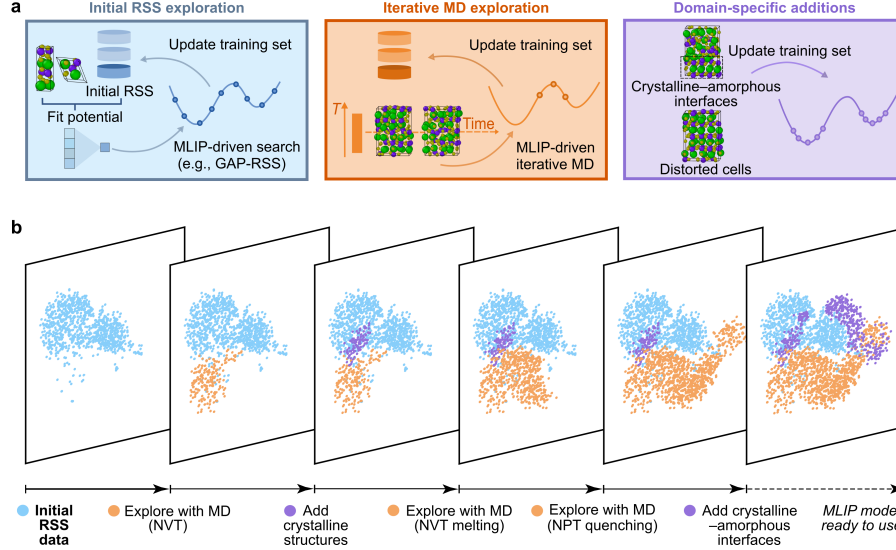 a
Initial RSS exploration
Iterative MD exploration
Domain-specific additions
Update training set
Initial RSS
Fit potential
MLIP-driven search
(e.g., GAP-RSS)
Update training set
T
Time
MLIP-driven
iterative MD
Update training set
Crystalline–amorphous
interfaces
Distorted cells
b
Initial
RSS
data
Explore with MD
(NVT)
Add
crystalline
structures
Explore with MD
(NVT melting)
Explore with MD
(NPT quenching)
Add crystalline
–amorphous
interfaces
MLIP mode
ready to use